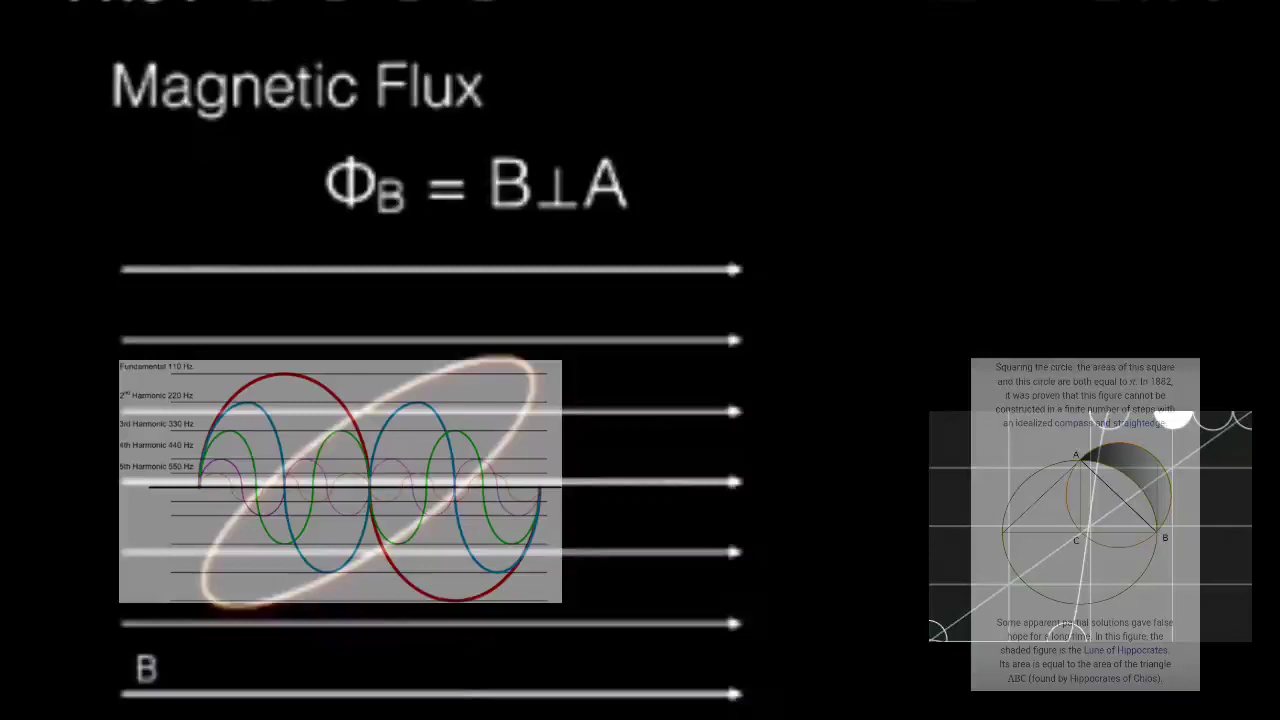 Magnetic Flux
ΦB = B⊥A
Fundamental 110 Hz.
2nd Harmonic 220 Hz
3rd Harmonic 330 Hz
4th Harmonic 440 Hz
5th Harmonic 550 Hz
B
Squaring the circle: the areas of this square
and this circle are both equal to π. In 1882,
it was proven that this figure cannot be
constructed in a finite number of steps with
an idealized compass and straightedge.
A
C
B
Some apparent partial solutions gave false
hope for a long time. In this figure, the
shaded figure is the Lune of Hippocrates.
Its area is equal to the area of the triangle
ABC (found by Hippocrates of Chios).